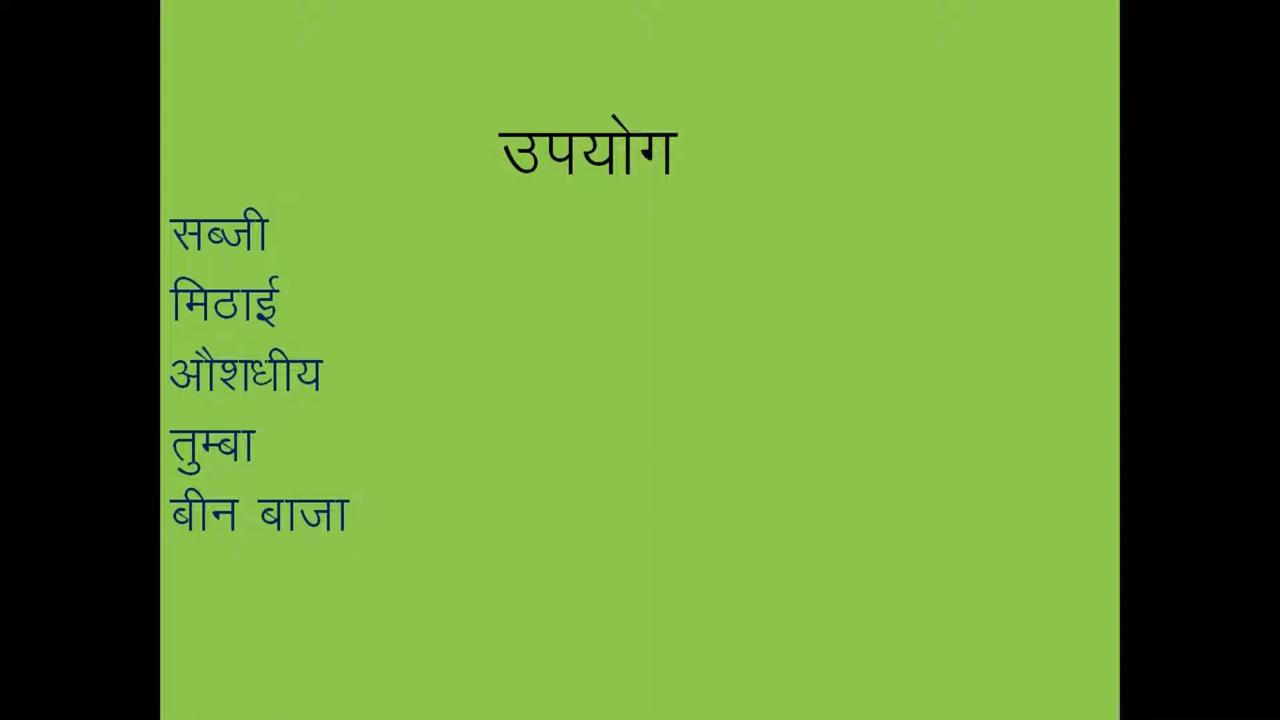 उपयोग
सब्जी
मिठाई
औशधीय
तुम्बा
बीन बाजा